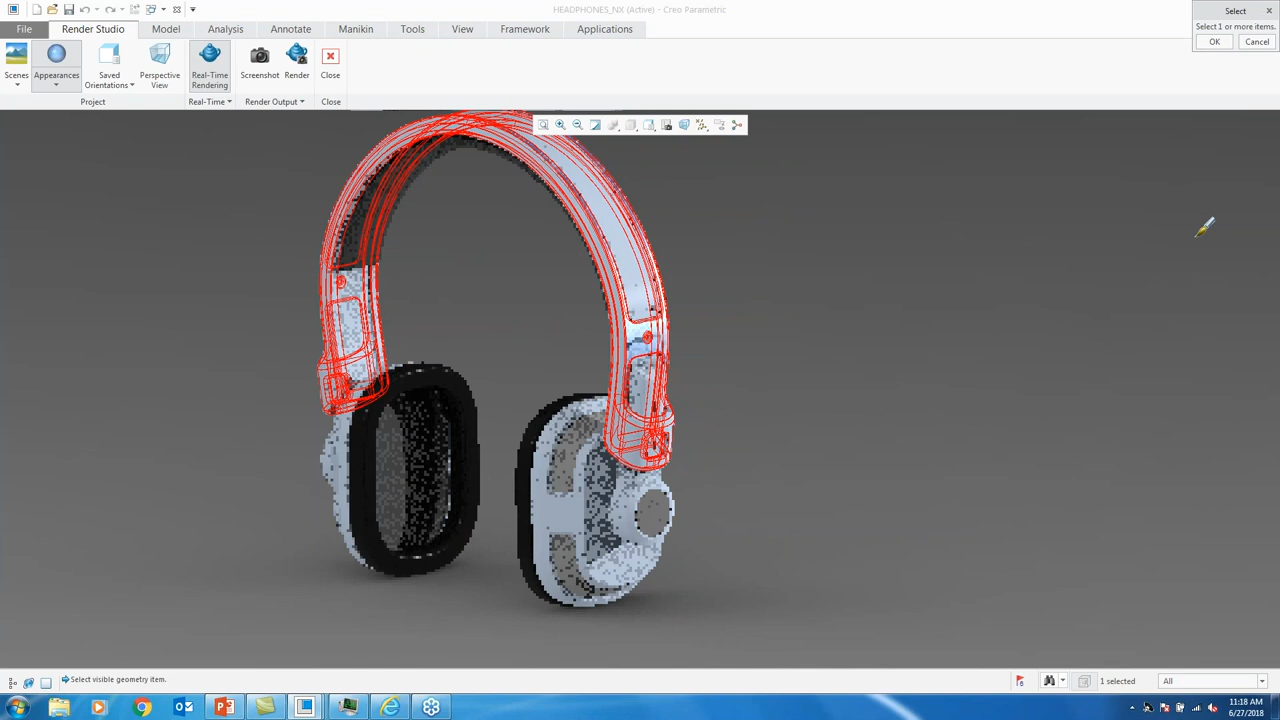 HEADPHONES_NX (Active) - Creo Parametric
Select
File
Render Studio
Model
Analysis
Annotate
Manikin
Tools
View
Framework
Applications
Select 1 or more items.
OK
Cancel
Scenes
Appearances
Saved
Orientations
Perspective
View
Real-Time
Rendering
Screenshot
Render
Close
Project
Real-Time
Render Output
Close
Select visible geometry item.
1 selected
All
11:18 AM
6/27/2018